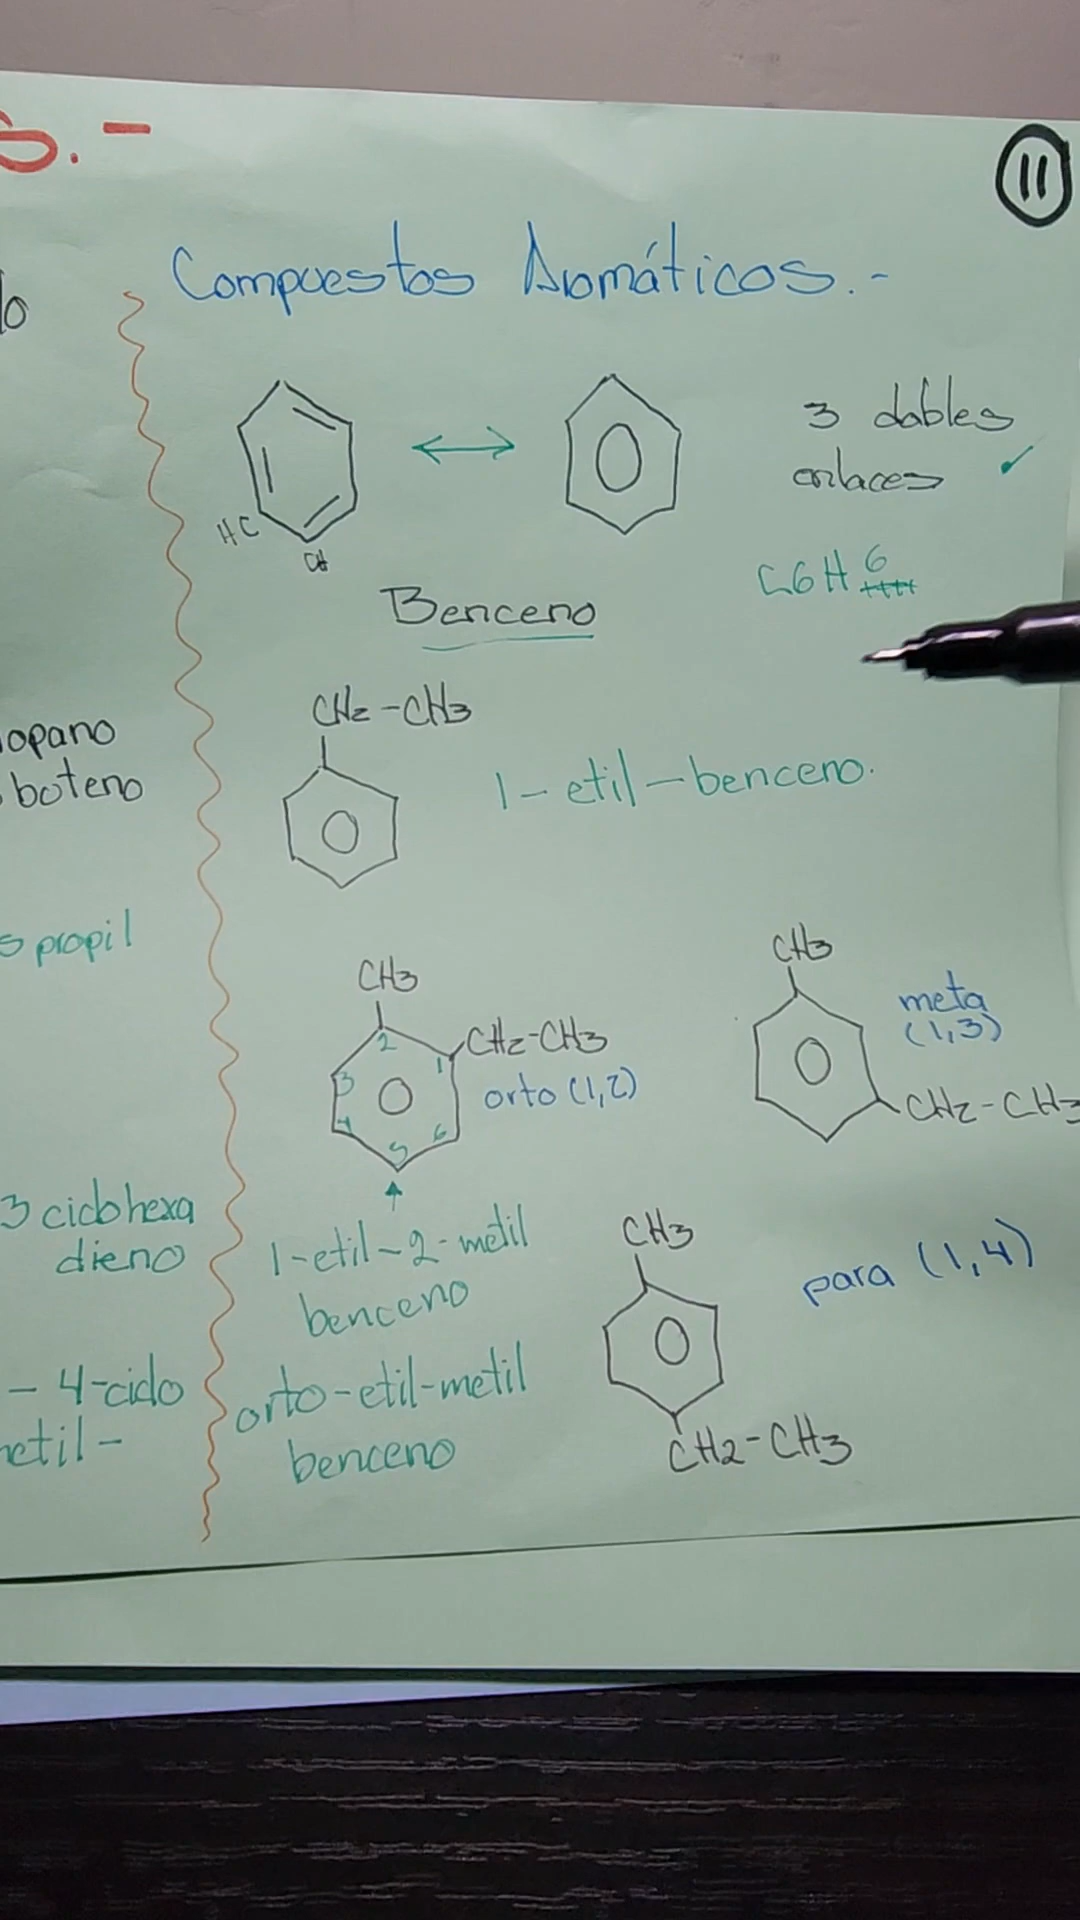 S.-
11
Compuestos Aromáticos.-
lo
3 dobles
enlaces ✓
HC
CH
C6H6
Benceno
CH2-CH3
opano
boteno
1-etil-benceno.
s propil
CH3
CH3
meta
(1,3)
2
1
CH2-CH3
3
orto (1,2)
4
5
6
CH2-CH3
3 ciclohexa
dieno
1-etil-2-metil
benceno
CH3
para (1,4)
- 4-ciclo
orto-etil-metil
etil-
benceno
CH2-CH3